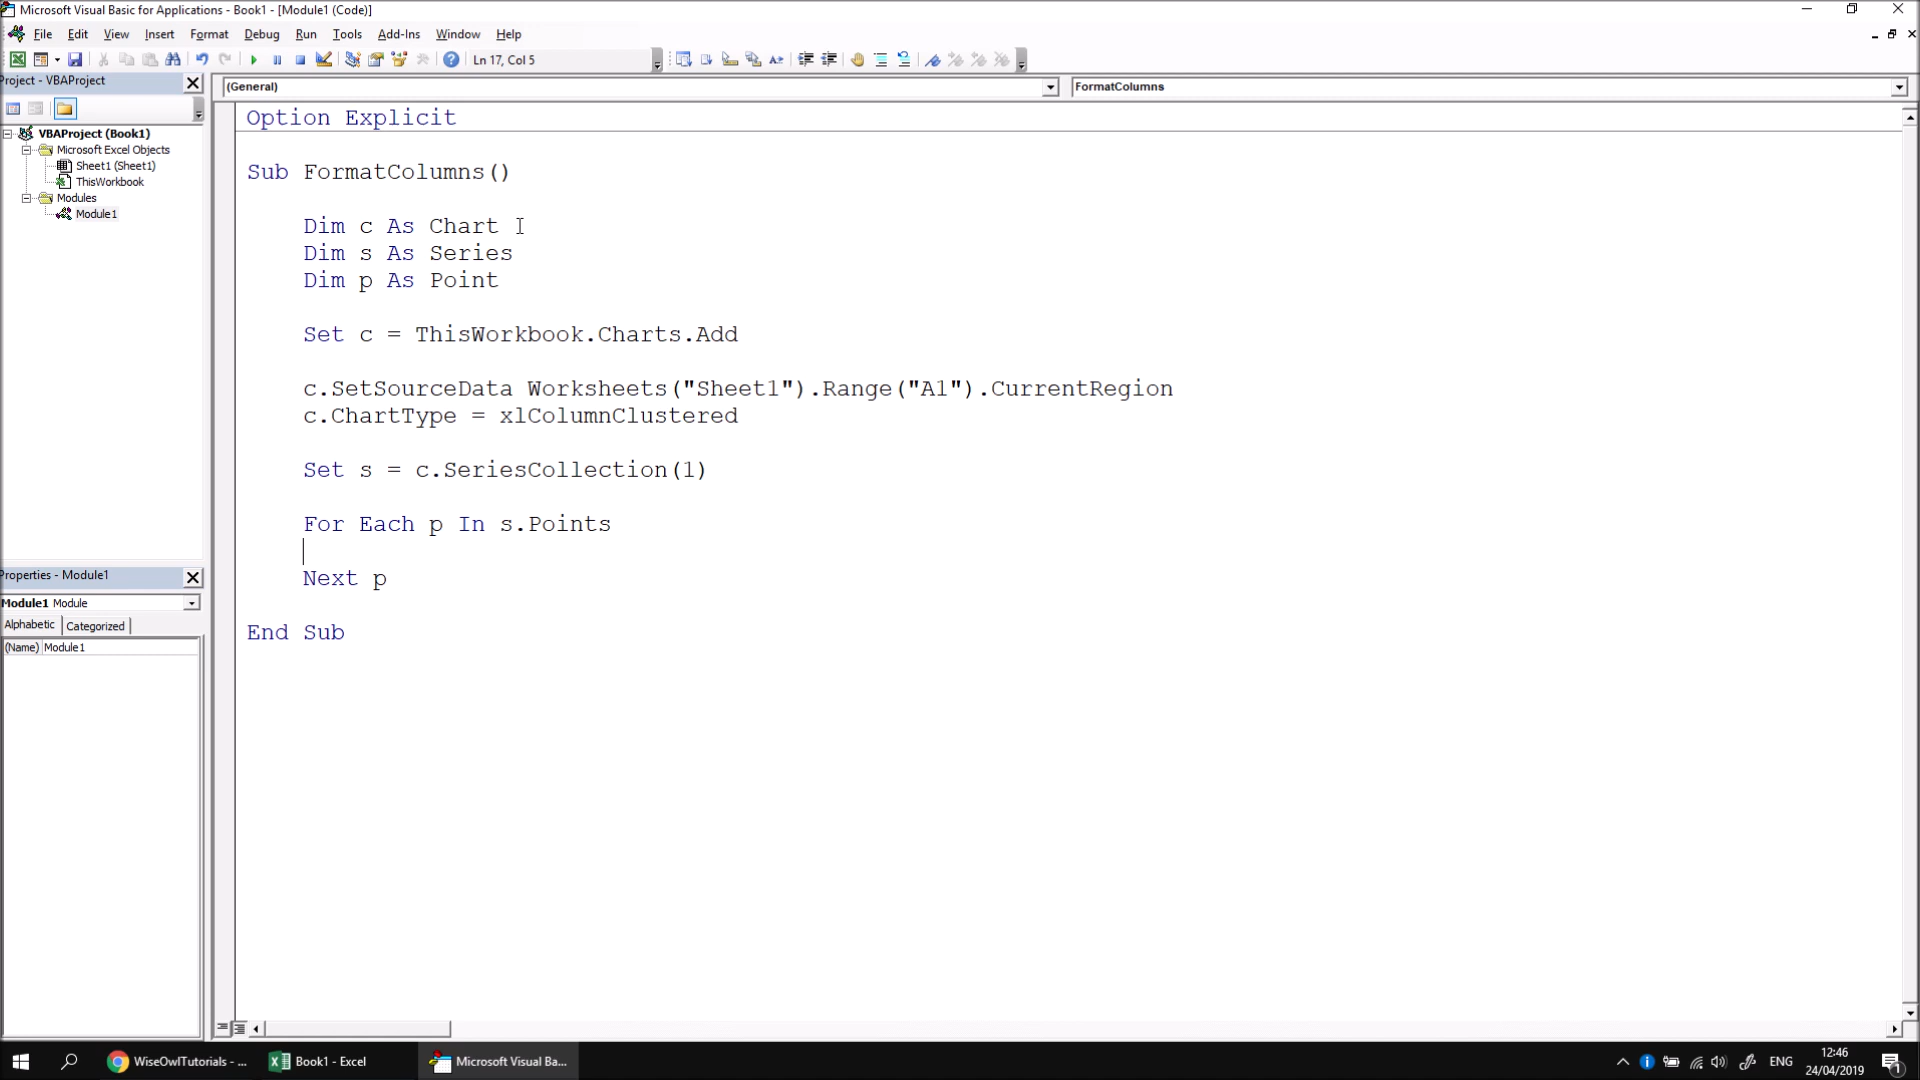 Microsoft Visual Basic for Applications - Book1 - [Module1 (Code)]
File Edit View Insert Format Debug Run Tools Add-Ins Window Help
Ln 17, Col 5
Project - VBAProject
(General)
FormatColumns
VBAProject (Book1)
Microsoft Excel Objects
Sheet1 (Sheet1)
ThisWorkbook
Modules
Module1
Option Explicit
Sub FormatColumns()
Dim c As Chart
Dim s As Series
Dim p As Point
Set c = ThisWorkbook.Charts.Add
c.SetSourceData Worksheets("Sheet1").Range("A1").CurrentRegion
c.ChartType = xlColumnClustered
Set s = c.SeriesCollection(1)
For Each p In s.Points
Next p
End Sub
Properties - Module1
Module1 Module
Alphabetic Categorized
(Name) Module1
WiseOwlTutorials - ...
Book1 - Excel
Microsoft Visual Ba...
ENG
12:46
24/04/2019
1